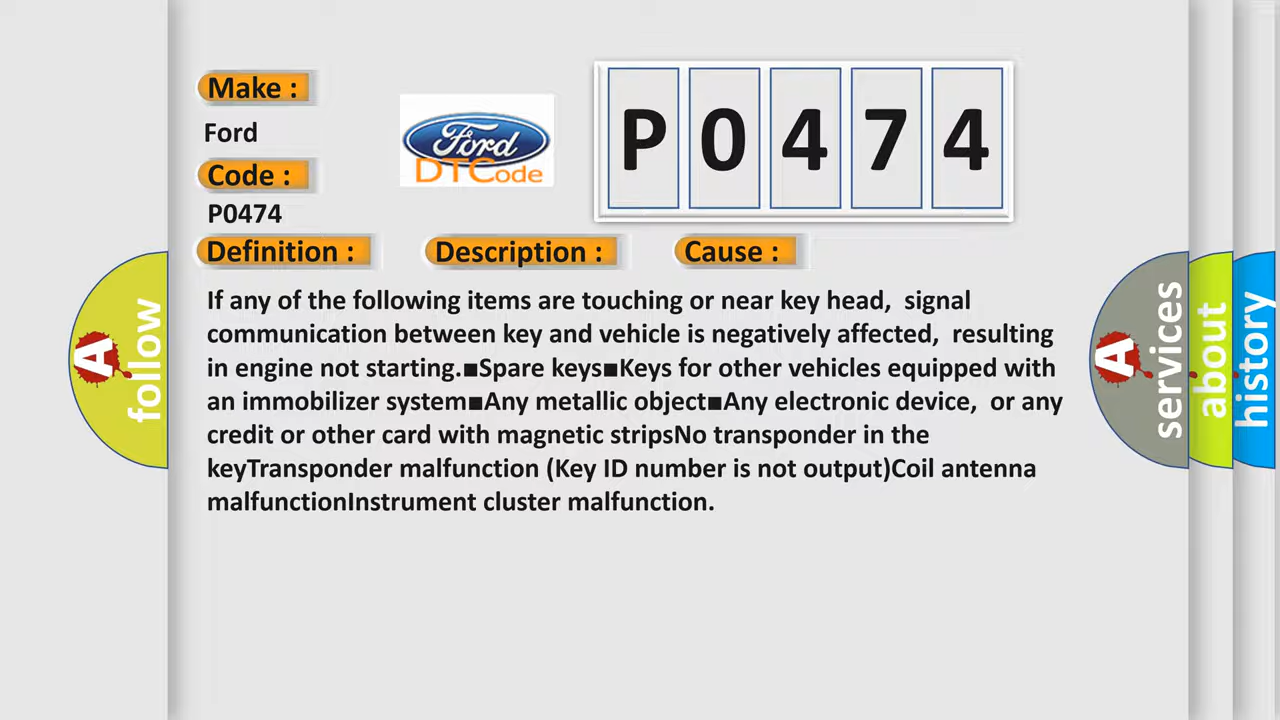 Make :
Ford
Code :
P0474
Ford
DTCode
P0474
Definition :
Description :
Cause :
If any of the following items are touching or near key head,  signal
communication between key and vehicle is negatively affected,  resulting
in engine not starting.■Spare keys■Keys for other vehicles equipped with
an immobilizer system■Any metallic object■Any electronic device,  or any
credit or other card with magnetic stripsNo transponder in the
keyTransponder malfunction (Key ID number is not output)Coil antenna
malfunctionInstrument cluster malfunction.
A
follow
A
services
about
history